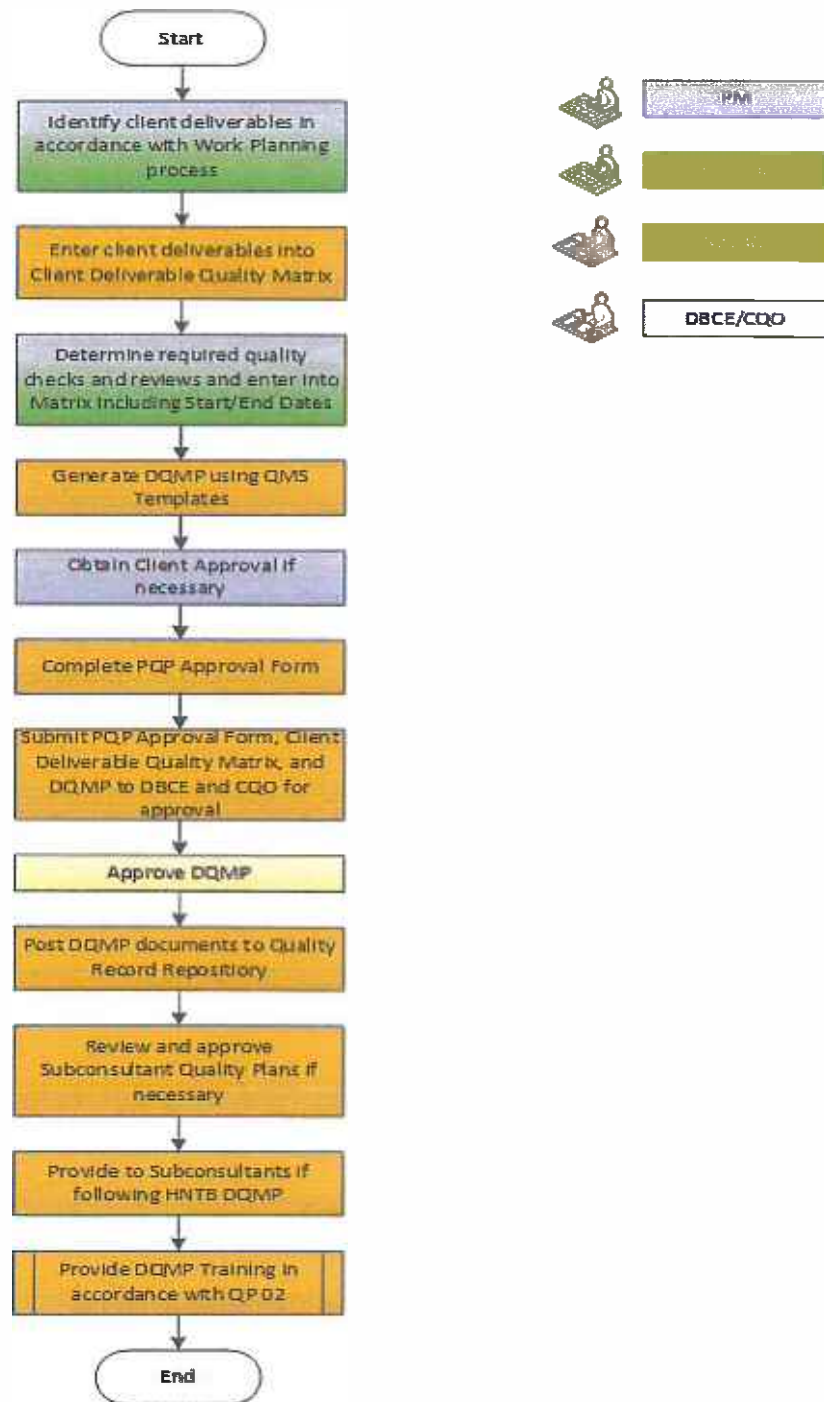 Start
Identify client deliverables in
accordance with Work Planning
process
Enter client deliverables into
Client Deliverable Quality Matrix
Determine required quality
checks and reviews and enter into
Matrix Including Start/End Dates
Generate DQMP using QMS
Templates
Obtain Client Approval if
necessary
Complete PQP Approval Form
Submit PQP Approval Form, Client
Deliverable Quality Matrix, and
DQMP to DBCE and CQO for
approval
Approve DQMP
Post DQMP documents to Quality
Record Repositiory
Review and approve
Subconsultant Quality Plans if
necessary
Provide to Subconsultants if
following HNTB DQMP
Provide DQMP Training in
accordance with QP 02
End
PM
DBCE/CQO